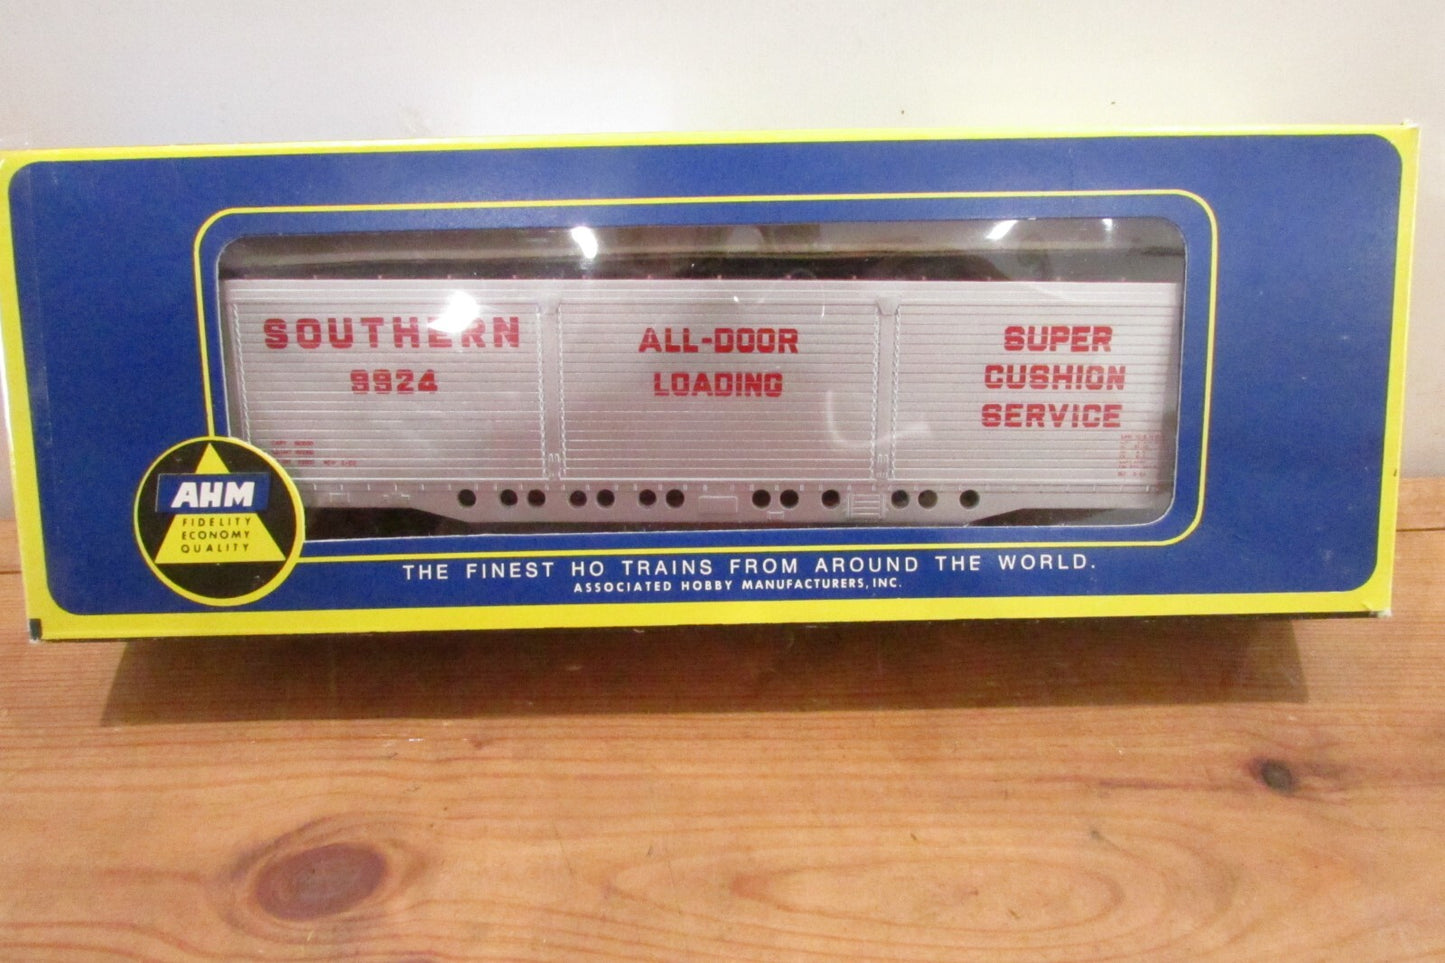 SOUTHERN
9924
ALL-DOOR
LOADING
SUPER
CUSHION
SERVICE
AHM
FIDELITY
ECONOMY
QUALITY
THE FINEST HO TRAINS FROM AROUND THE WORLD.
ASSOCIATED HOBBY MANUFACTURERS, INC.